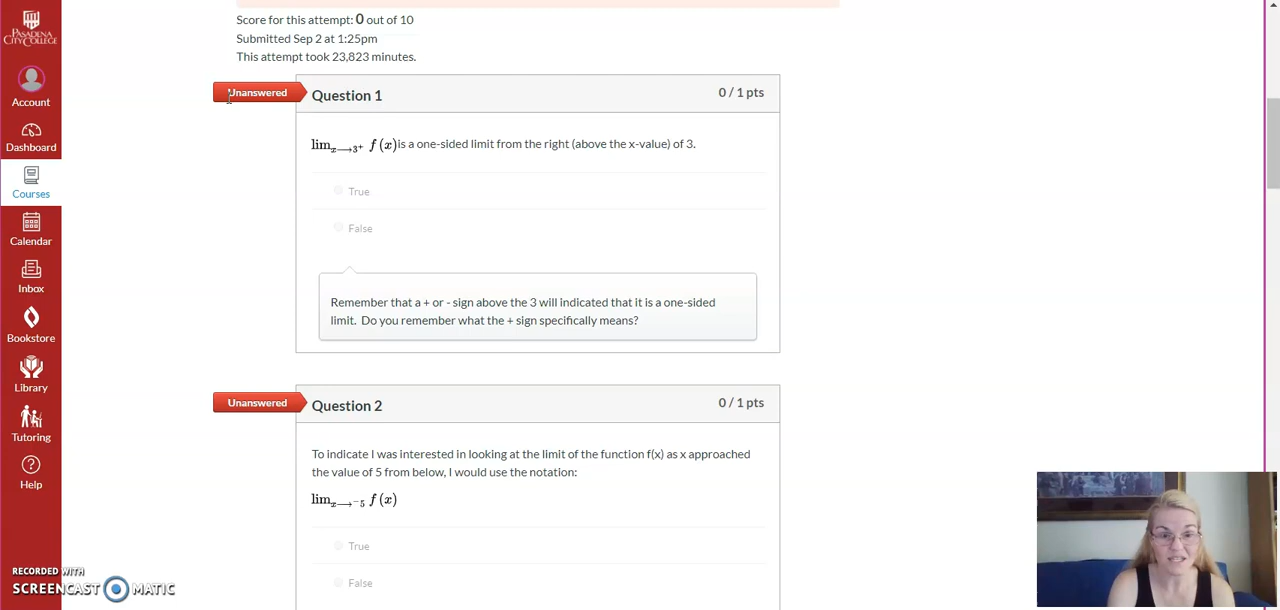 PASADENA
CITY COLLEGE
Account
Dashboard
Courses
Calendar
Inbox
Bookstore
Library
Tutoring
Help
Score for this attempt: 0 out of 10
Submitted Sep 2 at 1:25pm
This attempt took 23,823 minutes.
Unanswered
Question 1
0 / 1 pts
lim x⟶3⁺ f (x)is a one-sided limit from the right (above the x-value) of 3.
True
False
Remember that a + or - sign above the 3 will indicated that it is a one-sided
limit. Do you remember what the + sign specifically means?
Unanswered
Question 2
0 / 1 pts
To indicate I was interested in looking at the limit of the function f(x) as x approached
the value of 5 from below, I would use the notation:
lim x⟶⁻5 f (x)
True
False
RECORDED WITH
SCREENCAST MATIC